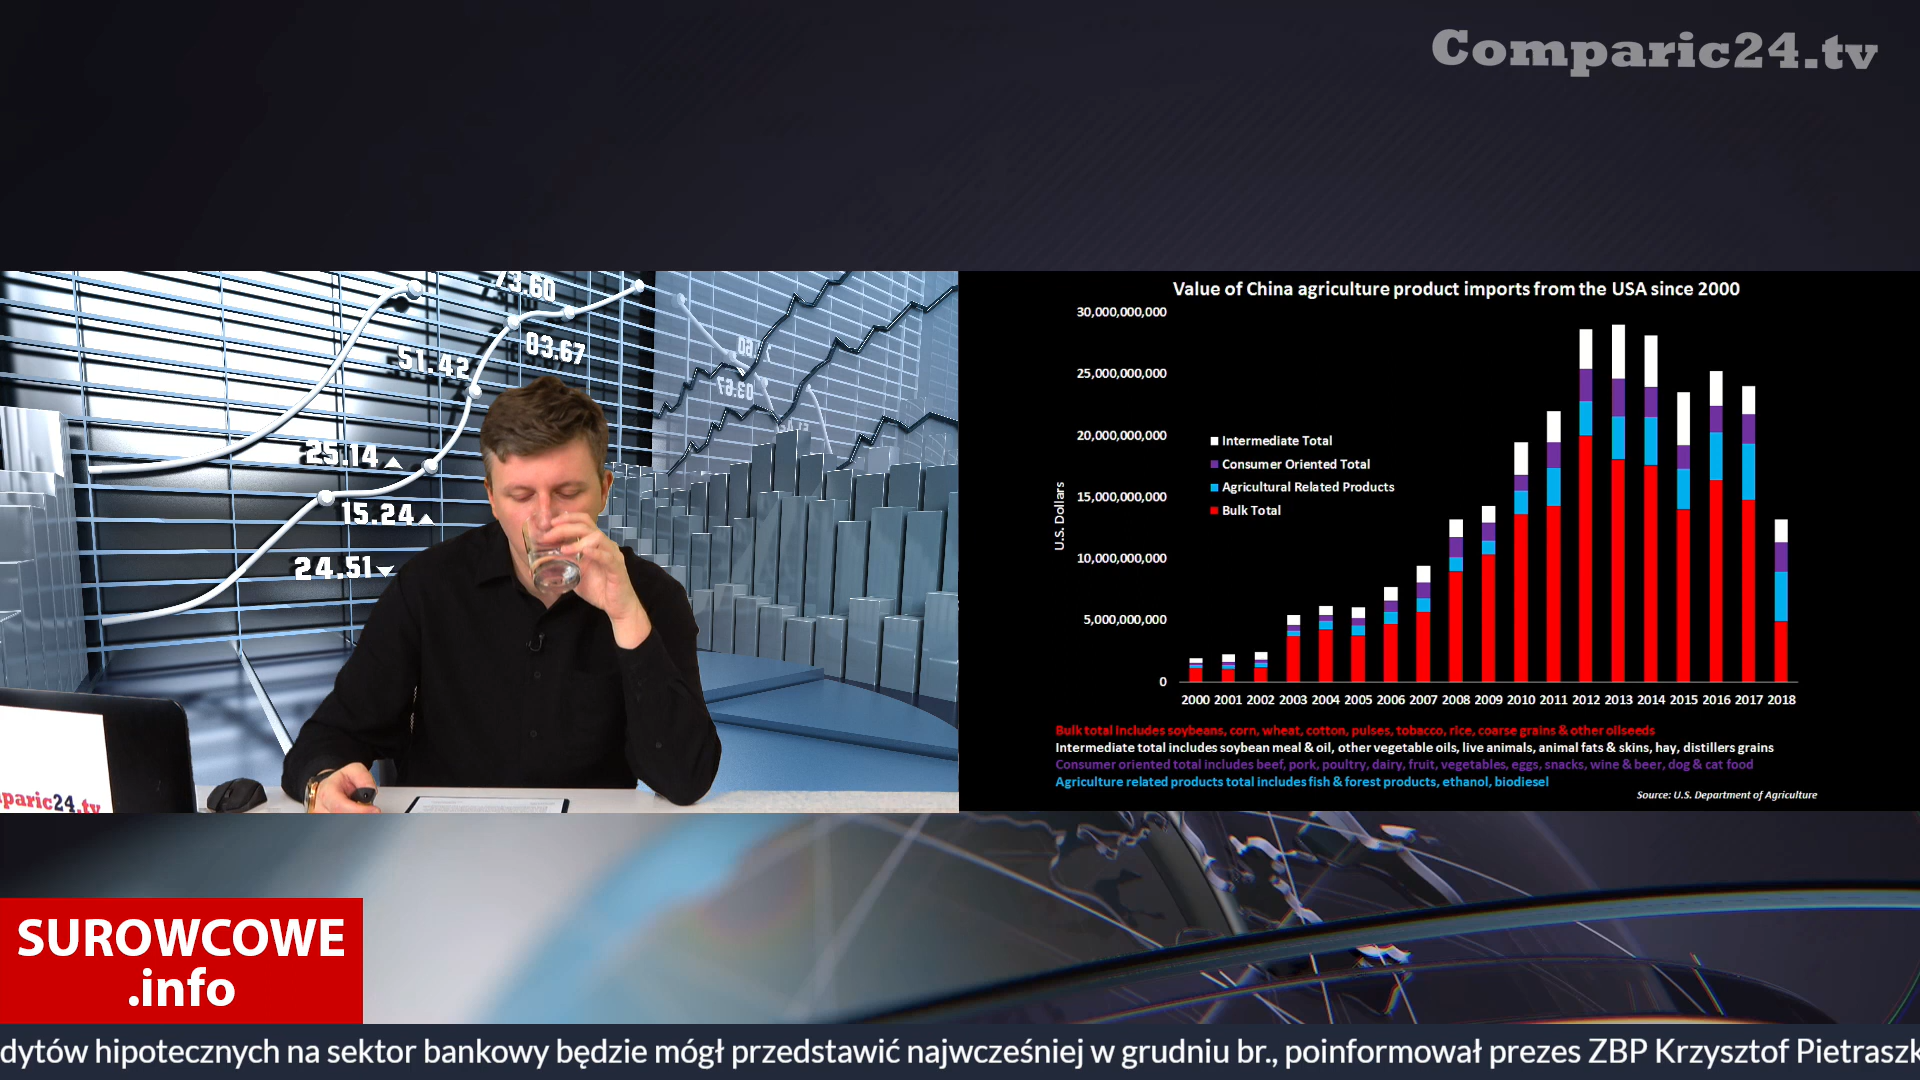 Comparic24.tv
73.60
83.67
51.42
25.14
15.24
24.51
paric24.tv
Value of China agriculture product imports from the USA since 2000
30,000,000,000
25,000,000,000
20,000,000,000
15,000,000,000
10,000,000,000
5,000,000,000
0
U.S. Dollars
Intermediate Total
Consumer Oriented Total
Agricultural Related Products
Bulk Total
2000 2001 2002 2003 2004 2005 2006 2007 2008 2009 2010 2011 2012 2013 2014 2015 2016 2017 2018
Bulk total includes soybeans, corn, wheat, cotton, pulses, tobacco, rice, coarse grains & other oilseeds
Intermediate total includes soybean meal & oil, other vegetable oils, live animals, animal fats & skins, hay, distillers grains
Consumer oriented total includes beef, pork, poultry, dairy, fruit, vegetables, eggs, snacks, wine & beer, dog & cat food
Agriculture related products total includes fish & forest products, ethanol, biodiesel
Source: U.S. Department of Agriculture
SUROWCOWE
.info
dytów hipotecznych na sektor bankowy będzie mógł przedstawić najwcześniej w grudniu br., poinformował prezes ZBP Krzysztof Pietraszk